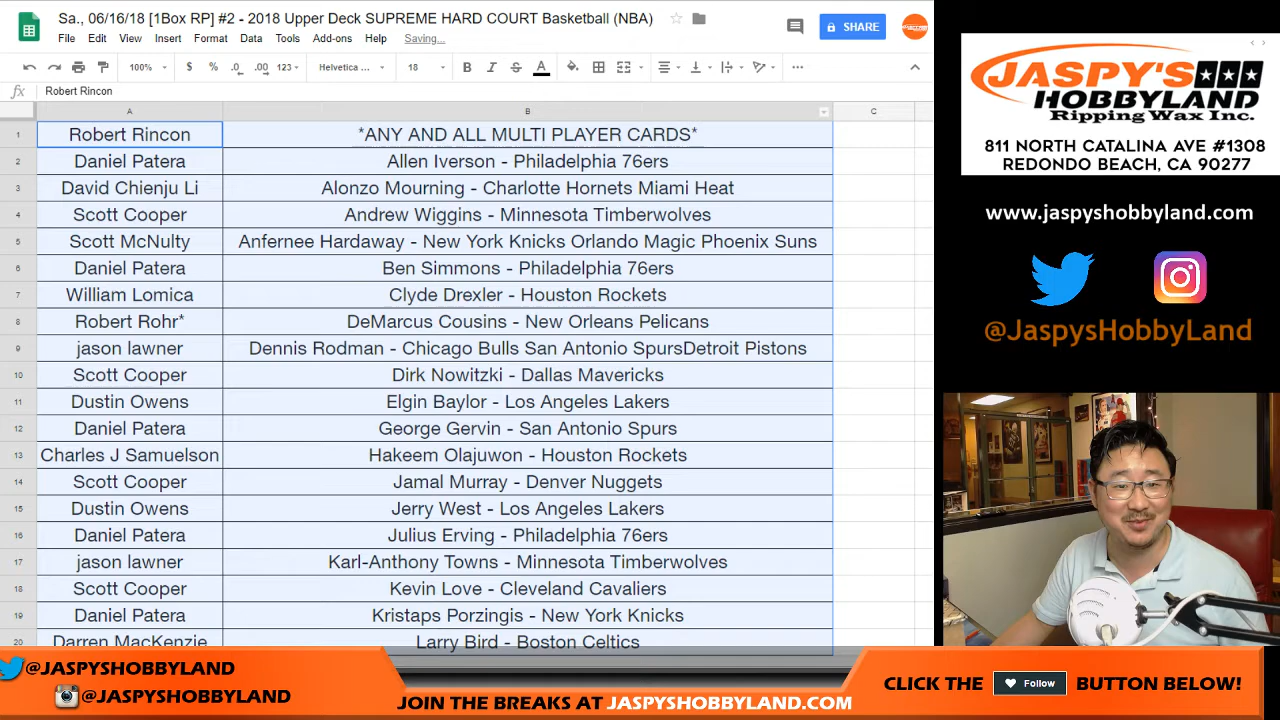 Sa., 06/16/18 [1Box RP] #2 - 2018 Upper Deck SUPREME HARD COURT Basketball (NBA)
File Edit View Insert Format Data Tools Add-ons Help Saving...
SHARE
100% $ % .0 .00 123 Helvetica ... 18 B I S A
fx Robert Rincon
A B C
1 Robert Rincon *ANY AND ALL MULTI PLAYER CARDS*
2 Daniel Patera Allen Iverson - Philadelphia 76ers
3 David Chienju Li Alonzo Mourning - Charlotte Hornets Miami Heat
4 Scott Cooper Andrew Wiggins - Minnesota Timberwolves
5 Scott McNulty Anfernee Hardaway - New York Knicks Orlando Magic Phoenix Suns
6 Daniel Patera Ben Simmons - Philadelphia 76ers
7 William Lomica Clyde Drexler - Houston Rockets
8 Robert Rohr* DeMarcus Cousins - New Orleans Pelicans
9 jason lawner Dennis Rodman - Chicago Bulls San Antonio SpursDetroit Pistons
10 Scott Cooper Dirk Nowitzki - Dallas Mavericks
11 Dustin Owens Elgin Baylor - Los Angeles Lakers
12 Daniel Patera George Gervin - San Antonio Spurs
13 Charles J Samuelson Hakeem Olajuwon - Houston Rockets
14 Scott Cooper Jamal Murray - Denver Nuggets
15 Dustin Owens Jerry West - Los Angeles Lakers
16 Daniel Patera Julius Erving - Philadelphia 76ers
17 jason lawner Karl-Anthony Towns - Minnesota Timberwolves
18 Scott Cooper Kevin Love - Cleveland Cavaliers
19 Daniel Patera Kristaps Porzingis - New York Knicks
20 Darren MacKenzie Larry Bird - Boston Celtics
JASPY'S
HOBBYLAND
Ripping Wax Inc.
811 NORTH CATALINA AVE #1308
REDONDO BEACH, CA 90277
www.jaspyshobbyland.com
@JaspysHobbyLand
@JASPYSHOBBYLAND
@JASPYSHOBBYLAND
JOIN THE BREAKS AT JASPYSHOBBYLAND.COM
CLICK THE Follow BUTTON BELOW!